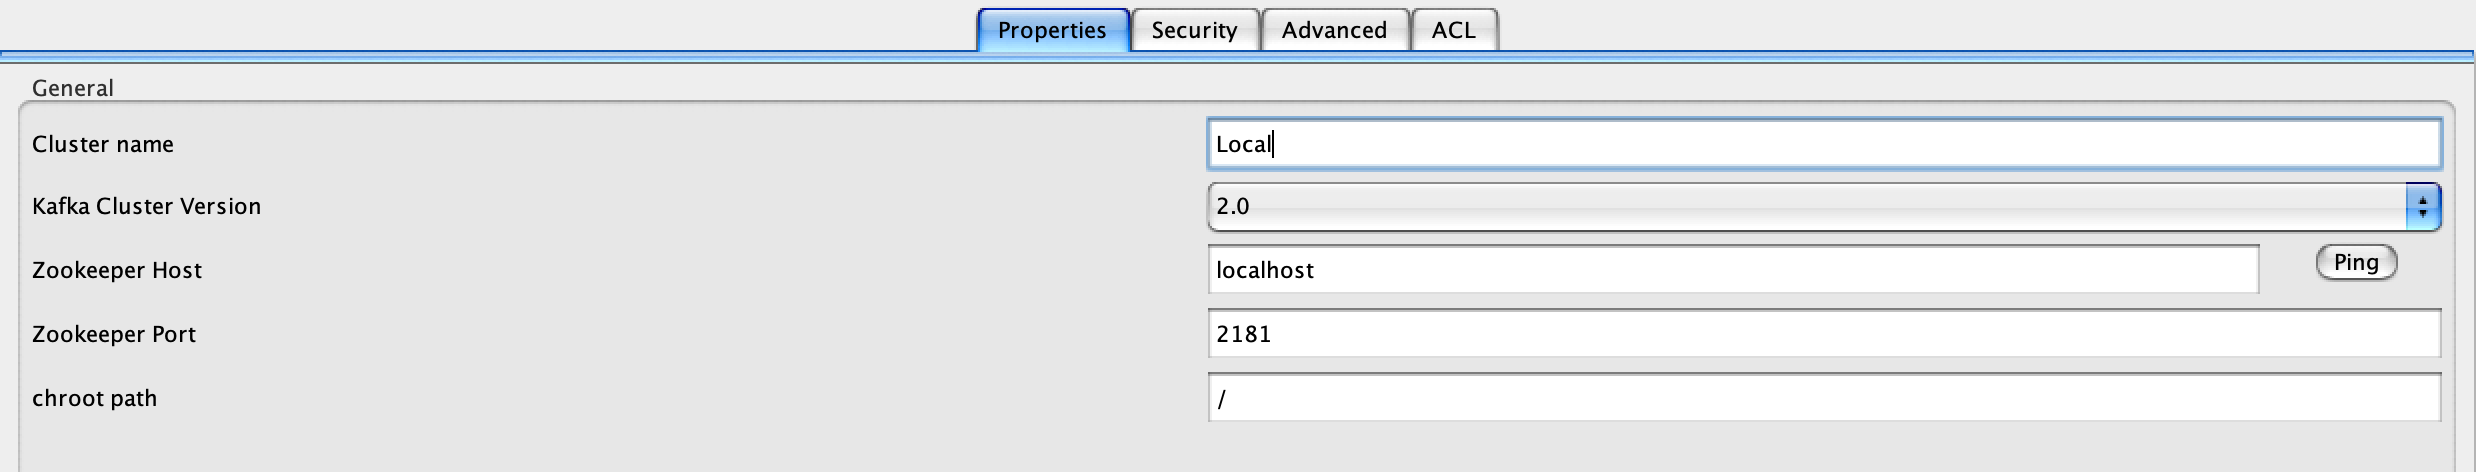 Properties Security Advanced ACL
General
Cluster name Local
Kafka Cluster Version 2.0
Zookeeper Host localhost Ping
Zookeeper Port 2181
chroot path /